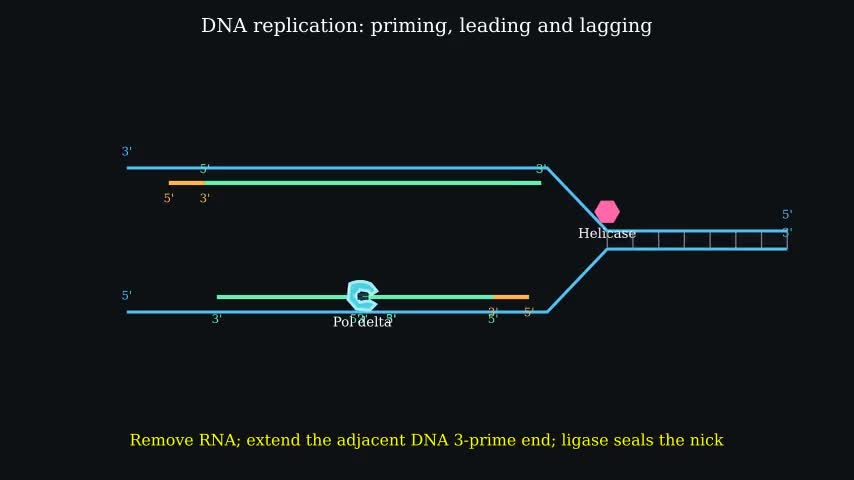 DNA replication: priming, leading and lagging
3'
5' 3'
5' 3'
5'
Helicase
3'
5'
3' 5' 5' 5'
Pol delta
Remove RNA; extend the adjacent DNA 3-prime end; ligase seals the nick